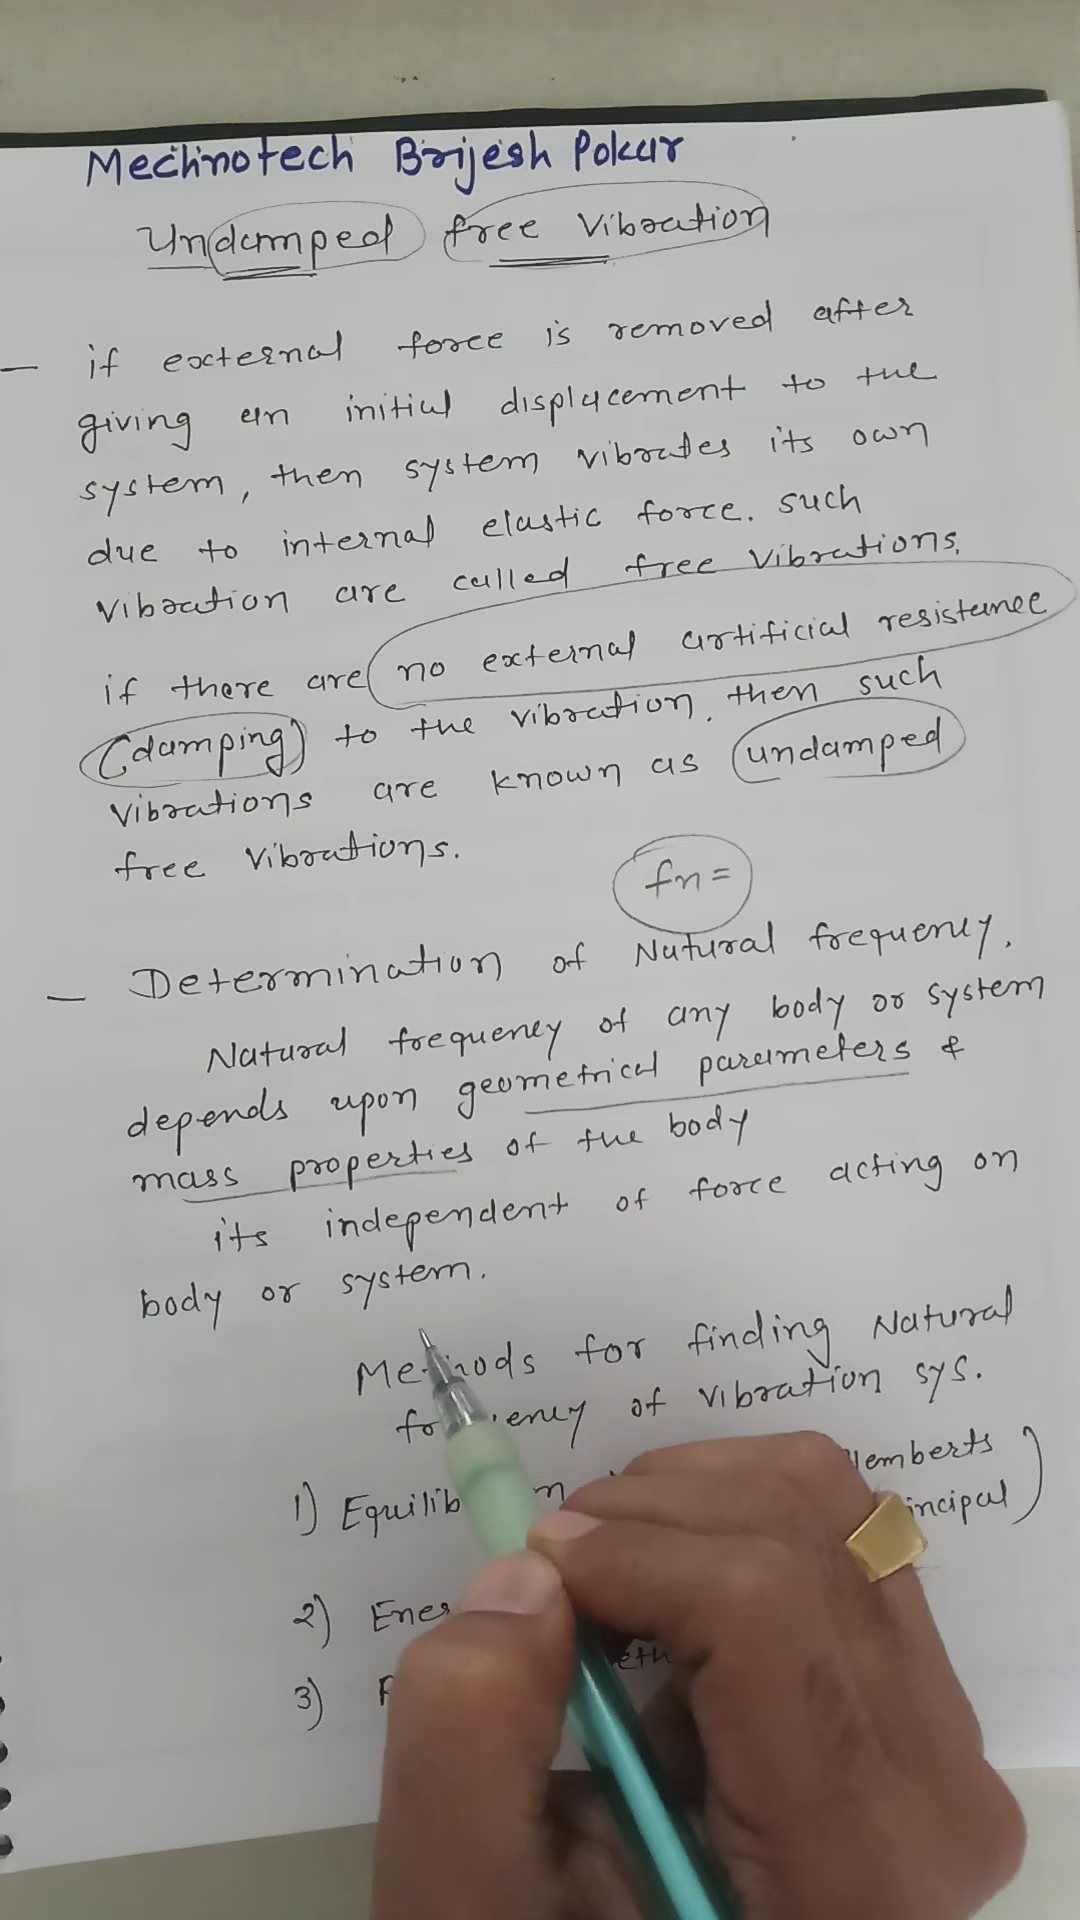 Mechnotech Brijesh Pokar
Undamped free Vibration
— if external force is removed after
giving an initial displacement to the
system, then system vibrates its own
due to internal elastic force. such
vibration are called free vibrations.
if there are no external artificial resistance
(damping) to the vibration, then such
vibrations are known as undamped
free vibrations.
fn =
— Determination of Natural frequency.
Natural frequency of any body or system
depends upon geometrical parameters &
mass properties of the body
its independent of force acting on
body or system.
Methods for finding Natural
of vibration sys.
1)
2)
3)